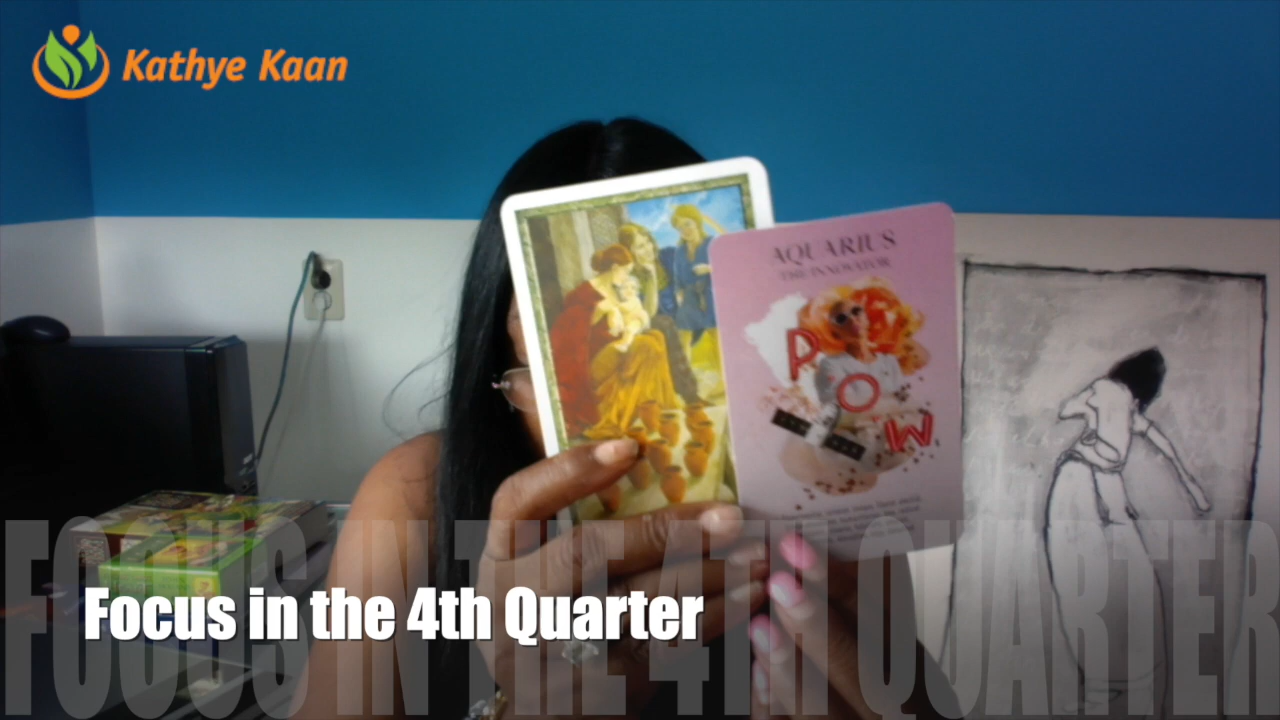 Kathye Kaan
AQUARIUS
THE INNOVATOR
POW
FOCUS IN THE 4TH QUARTER
Focus in the 4th Quarter